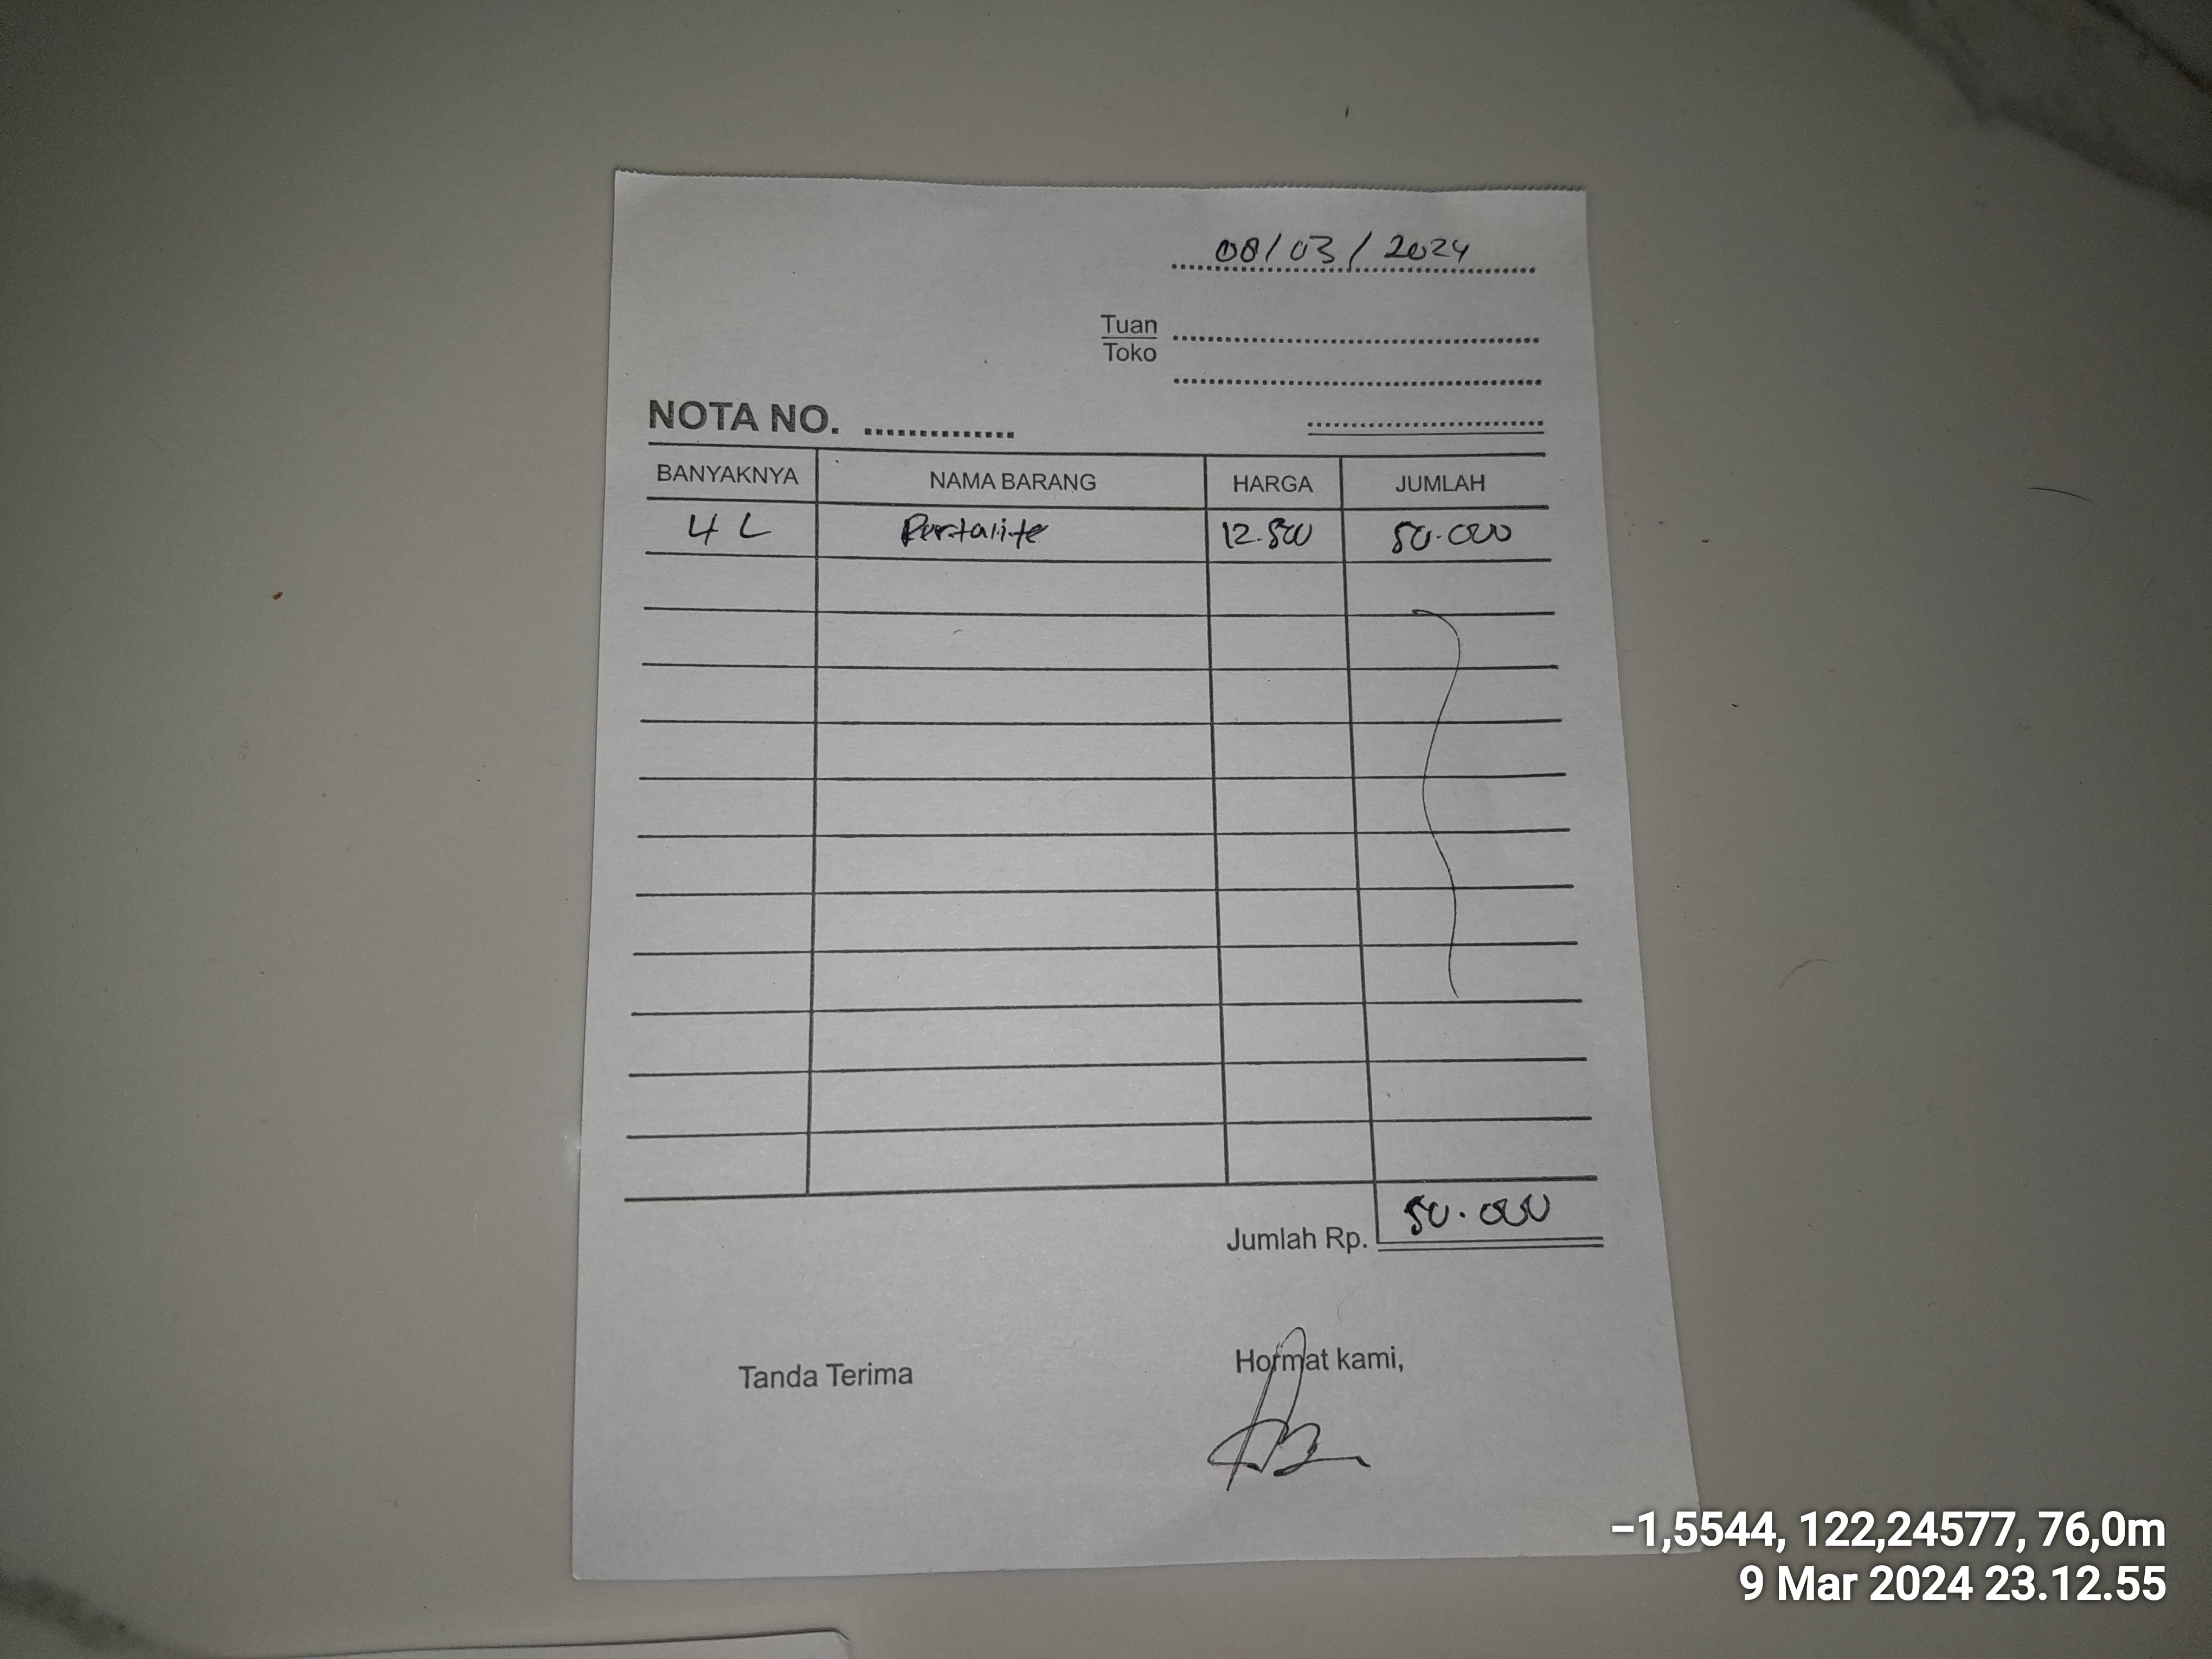 08/03/2024
Tuan
Toko
NOTA NO.
BANYAKNYA NAMA BARANG HARGA JUMLAH
4 L Pertalite 12.500 50.000
Jumlah Rp. 50.000
Tanda Terima Hormat kami,
-1,5544, 122,24577, 76,0m
9 Mar 2024 23.12.55